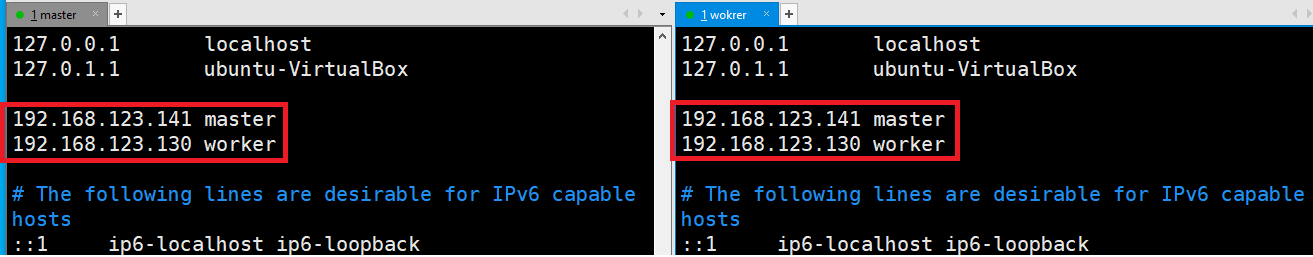 1 master
127.0.0.1 localhost
127.0.1.1 ubuntu-VirtualBox
192.168.123.141 master
192.168.123.130 worker
# The following lines are desirable for IPv6 capable
hosts
::1 ip6-localhost ip6-loopback
1 wokrer
127.0.0.1 localhost
127.0.1.1 ubuntu-VirtualBox
192.168.123.141 master
192.168.123.130 worker
# The following lines are desirable for IPv6 capable
hosts
::1 ip6-localhost ip6-loopback